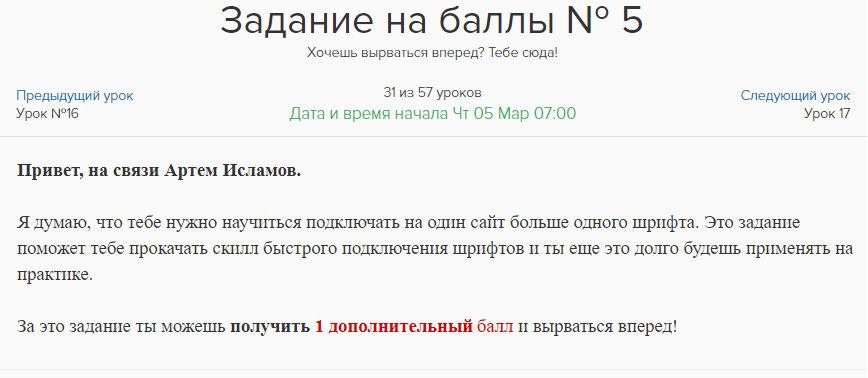 Задание на баллы № 5
Хочешь вырваться вперед? Тебе сюда!
Предыдущий урок
Урок №16
31 из 57 уроков
Дата и время начала Чт 05 Мар 07:00
Следующий урок
Урок 17
Привет, на связи Артем Исламов.
Я думаю, что тебе нужно научиться подключать на один сайт больше одного шрифта. Это задание
поможет тебе прокачать скилл быстрого подключения шрифтов и ты еще это долго будешь применять на
практике.
За это задание ты можешь получить 1 дополнительный балл и вырваться вперед!